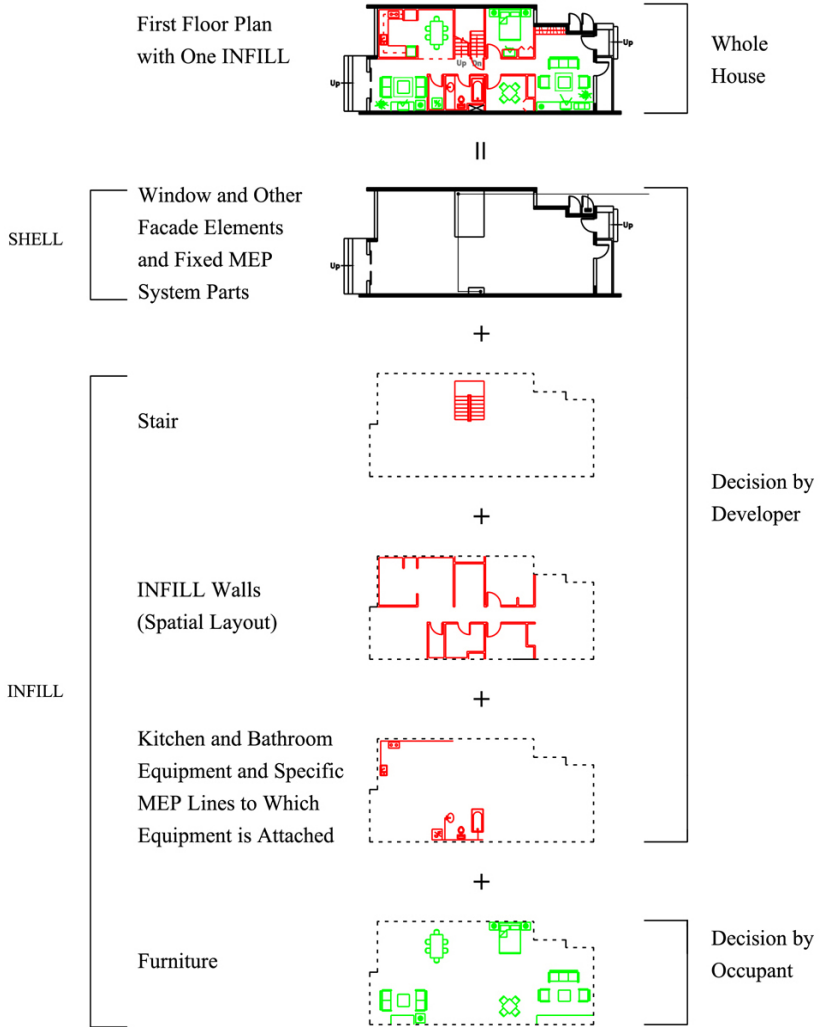 First Floor Plan
with One INFILL
Up
Up
Up
Dn
Whole
House
=
SHELL
Window and Other
Facade Elements
and Fixed MEP
System Parts
Up
Up
+
Stair
+
Decision by
Developer
INFILL Walls
(Spatial Layout)
INFILL
+
Kitchen and Bathroom
Equipment and Specific
MEP Lines to Which
Equipment is Attached
+
Furniture
Decision by
Occupant